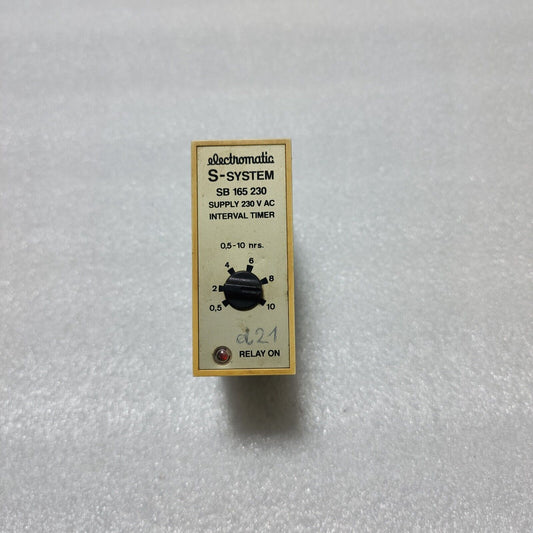 electromatic
S-SYSTEM
SB 165 230
SUPPLY 230 V AC
INTERVAL TIMER
0,5-10 hrs.
6
4
8
2
0,5
10
d21
RELAY ON